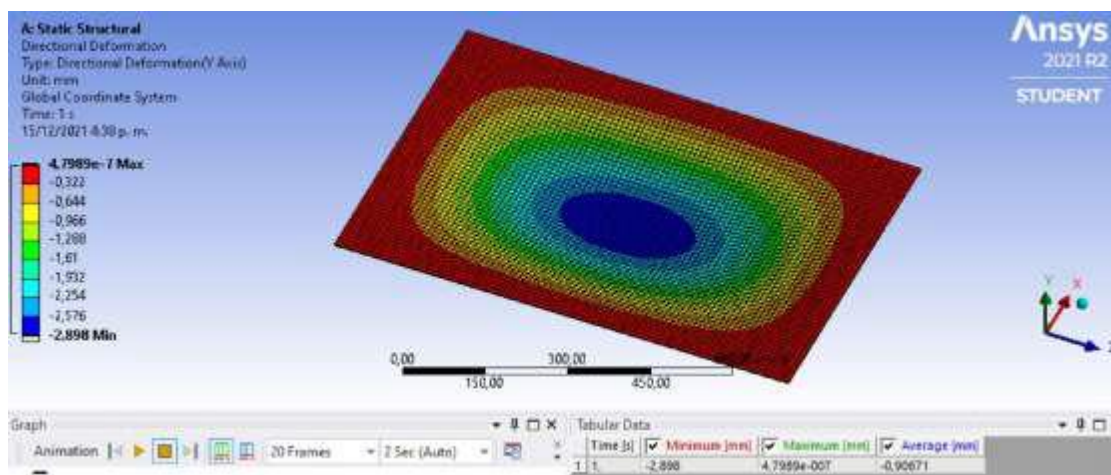 A: Static Structural
Directional Deformation
Type: Directional Deformation(Y Axis)
Unit: mm
Global Coordinate System
Time: 1 s
15/12/2021 4:38 p. m.
Ansys
2021 R2
STUDENT
4,7989e-7 Max
-0,322
-0,644
-0,966
-1,288
-1,61
-1,932
-2,254
-2,576
-2,898 Min
0,00
300,00
150,00
450,00
Y
X
Z
Graph
Animation
20 Frames
2 Sec (Auto)
Tabular Data
Time [s]
Minimum [mm]
Maximum [mm]
Average [mm]
1
1,
-2,898
4,7989e-007
-0,90671